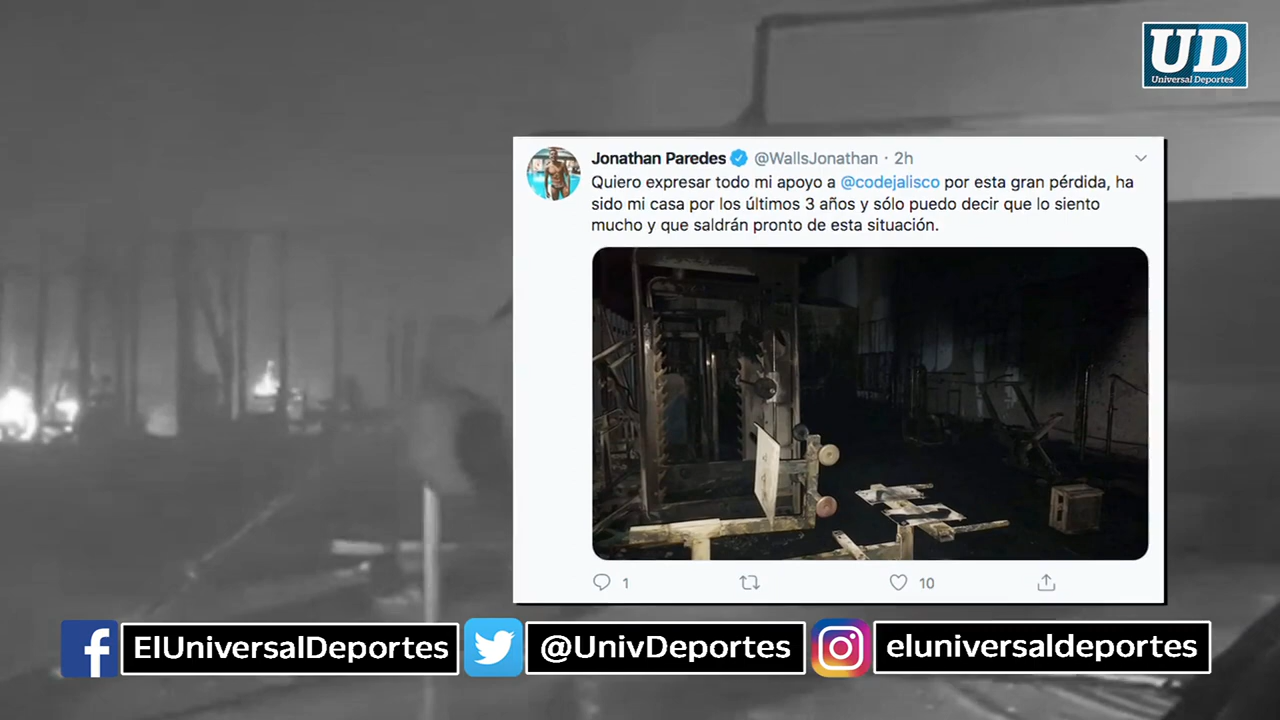 UD
Universal Deportes
Jonathan Paredes @WallsJonathan · 2h
Quiero expresar todo mi apoyo a @codejalisco por esta gran pérdida, ha
sido mi casa por los últimos 3 años y sólo puedo decir que lo siento
mucho y que saldrán pronto de esta situación.
1 10
ElUniversalDeportes @UnivDeportes eluniversaldeportes